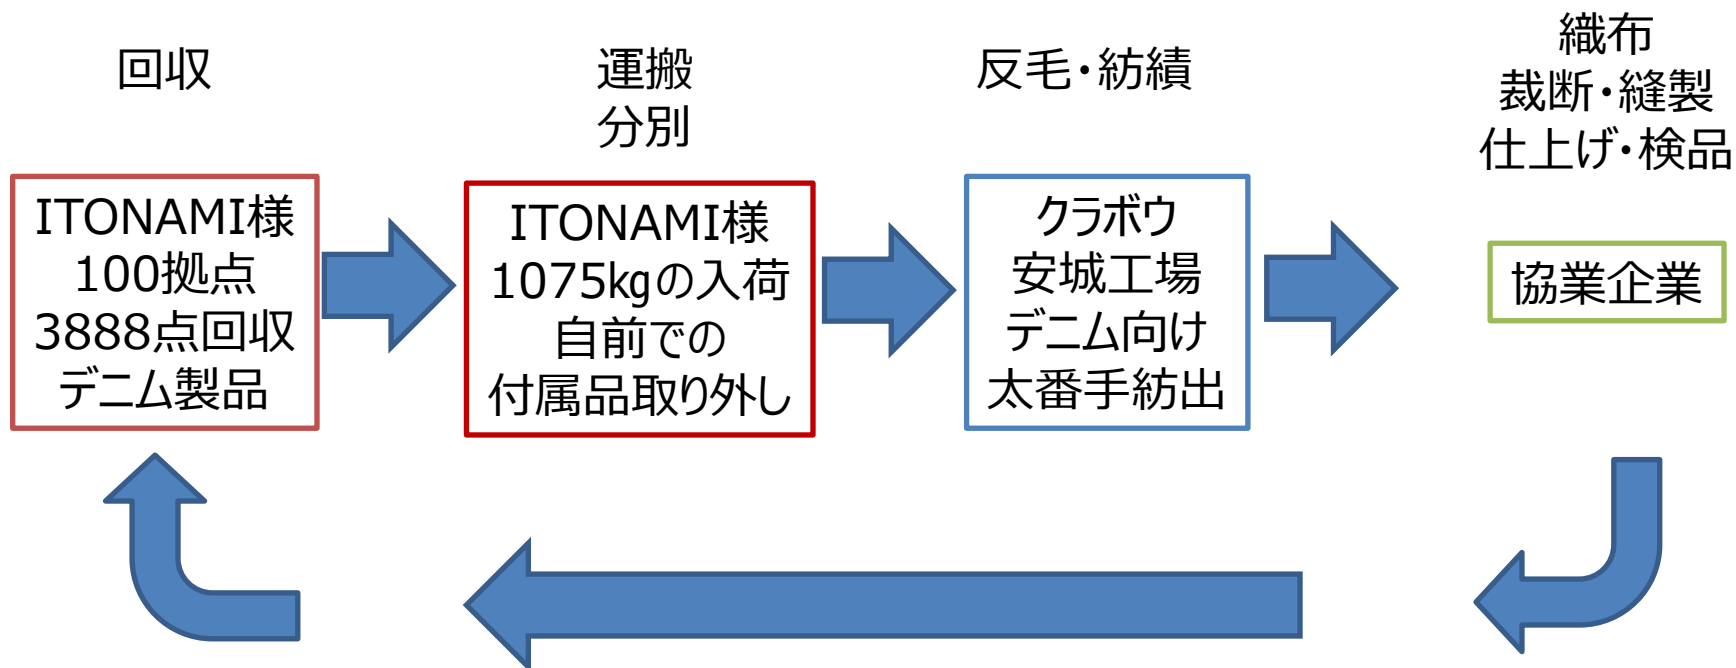 回収
運搬
分別
反毛・紡績
織布
裁断・縫製
仕上げ・検品
ITONAMI様
100拠点
3888点回収
デニム製品
ITONAMI様
1075kgの入荷
自前での
付属品取り外し
クラボウ
安城工場
デニム向け
太番手紡出
協業企業